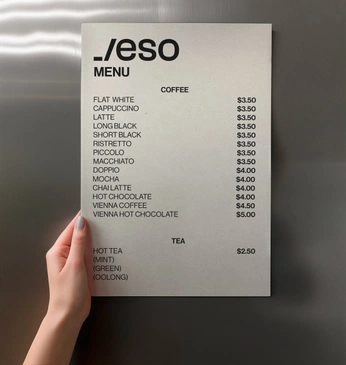 _/eso
MENU
COFFEE
FLAT WHITE $3.50
CAPPUCCINO $3.50
LATTE $3.50
LONG BLACK $3.50
SHORT BLACK $3.50
RISTRETTO $3.50
PICCOLO $3.50
MACCHIATO $3.50
DOPPIO $4.00
MOCHA $4.00
CHAI LATTE $4.00
HOT CHOCOLATE $4.00
VIENNA COFFEE $4.50
VIENNA HOT CHOCOLATE $5.00
TEA
HOT TEA $2.50
(MINT)
(GREEN)
(OOLONG)